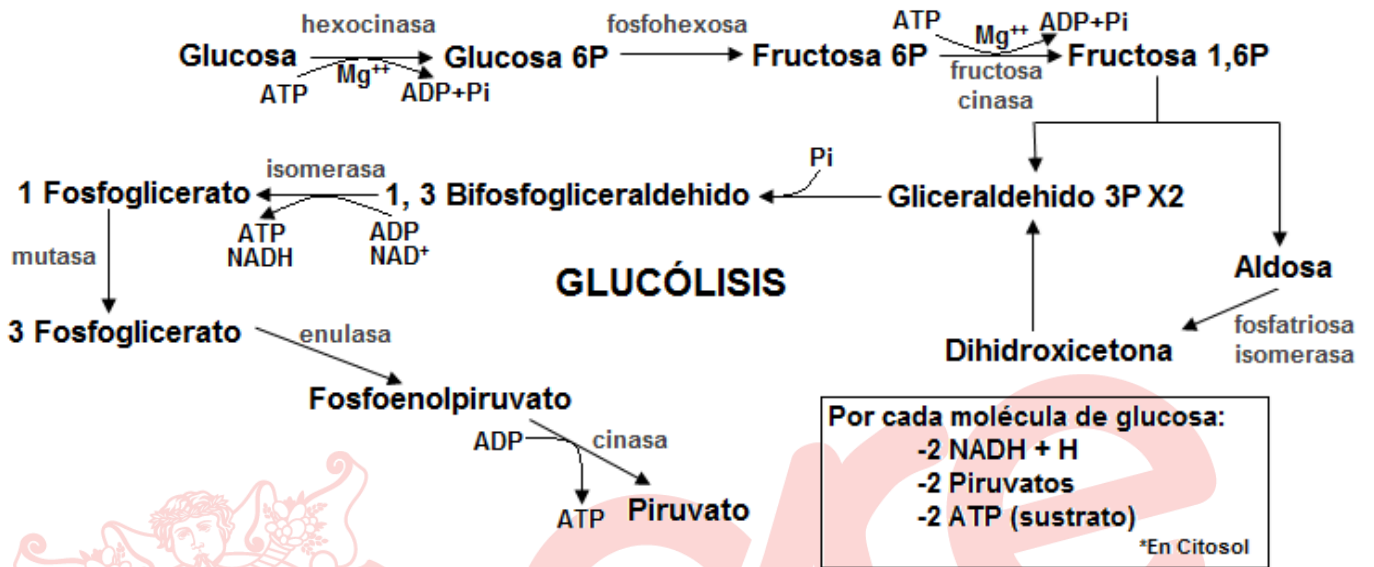 hexocinasa
fosfohexosa
ATP
Mg++
ADP+Pi
Glucosa
Glucosa 6P
Fructosa 6P
Fructosa 1,6P
ATP
Mg++
ADP+Pi
fructosa
cinasa
isomerasa
Pi
1 Fosfoglicerato
1, 3 Bifosfogliceraldehido
Gliceraldehido 3P X2
ATP
NADH
ADP
NAD+
mutasa
GLUCÓLISIS
Aldosa
3 Fosfoglicerato
enulasa
fosfatriosa
isomerasa
Dihidroxicetona
Fosfoenolpiruvato
ADP
cinasa
ATP
Piruvato
Por cada molécula de glucosa:
-2 NADH + H
-2 Piruvatos
-2 ATP (sustrato)
*En Citosol